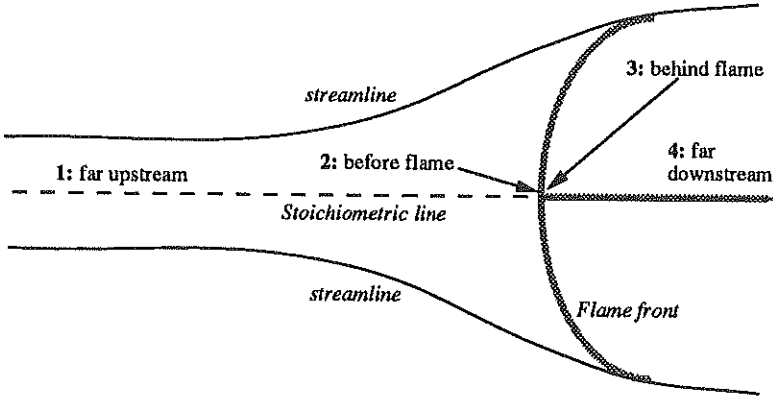 3: behind flame
streamline
1: far upstream
2: before flame
4: far
downstream
Stoichiometric line
streamline
Flame front